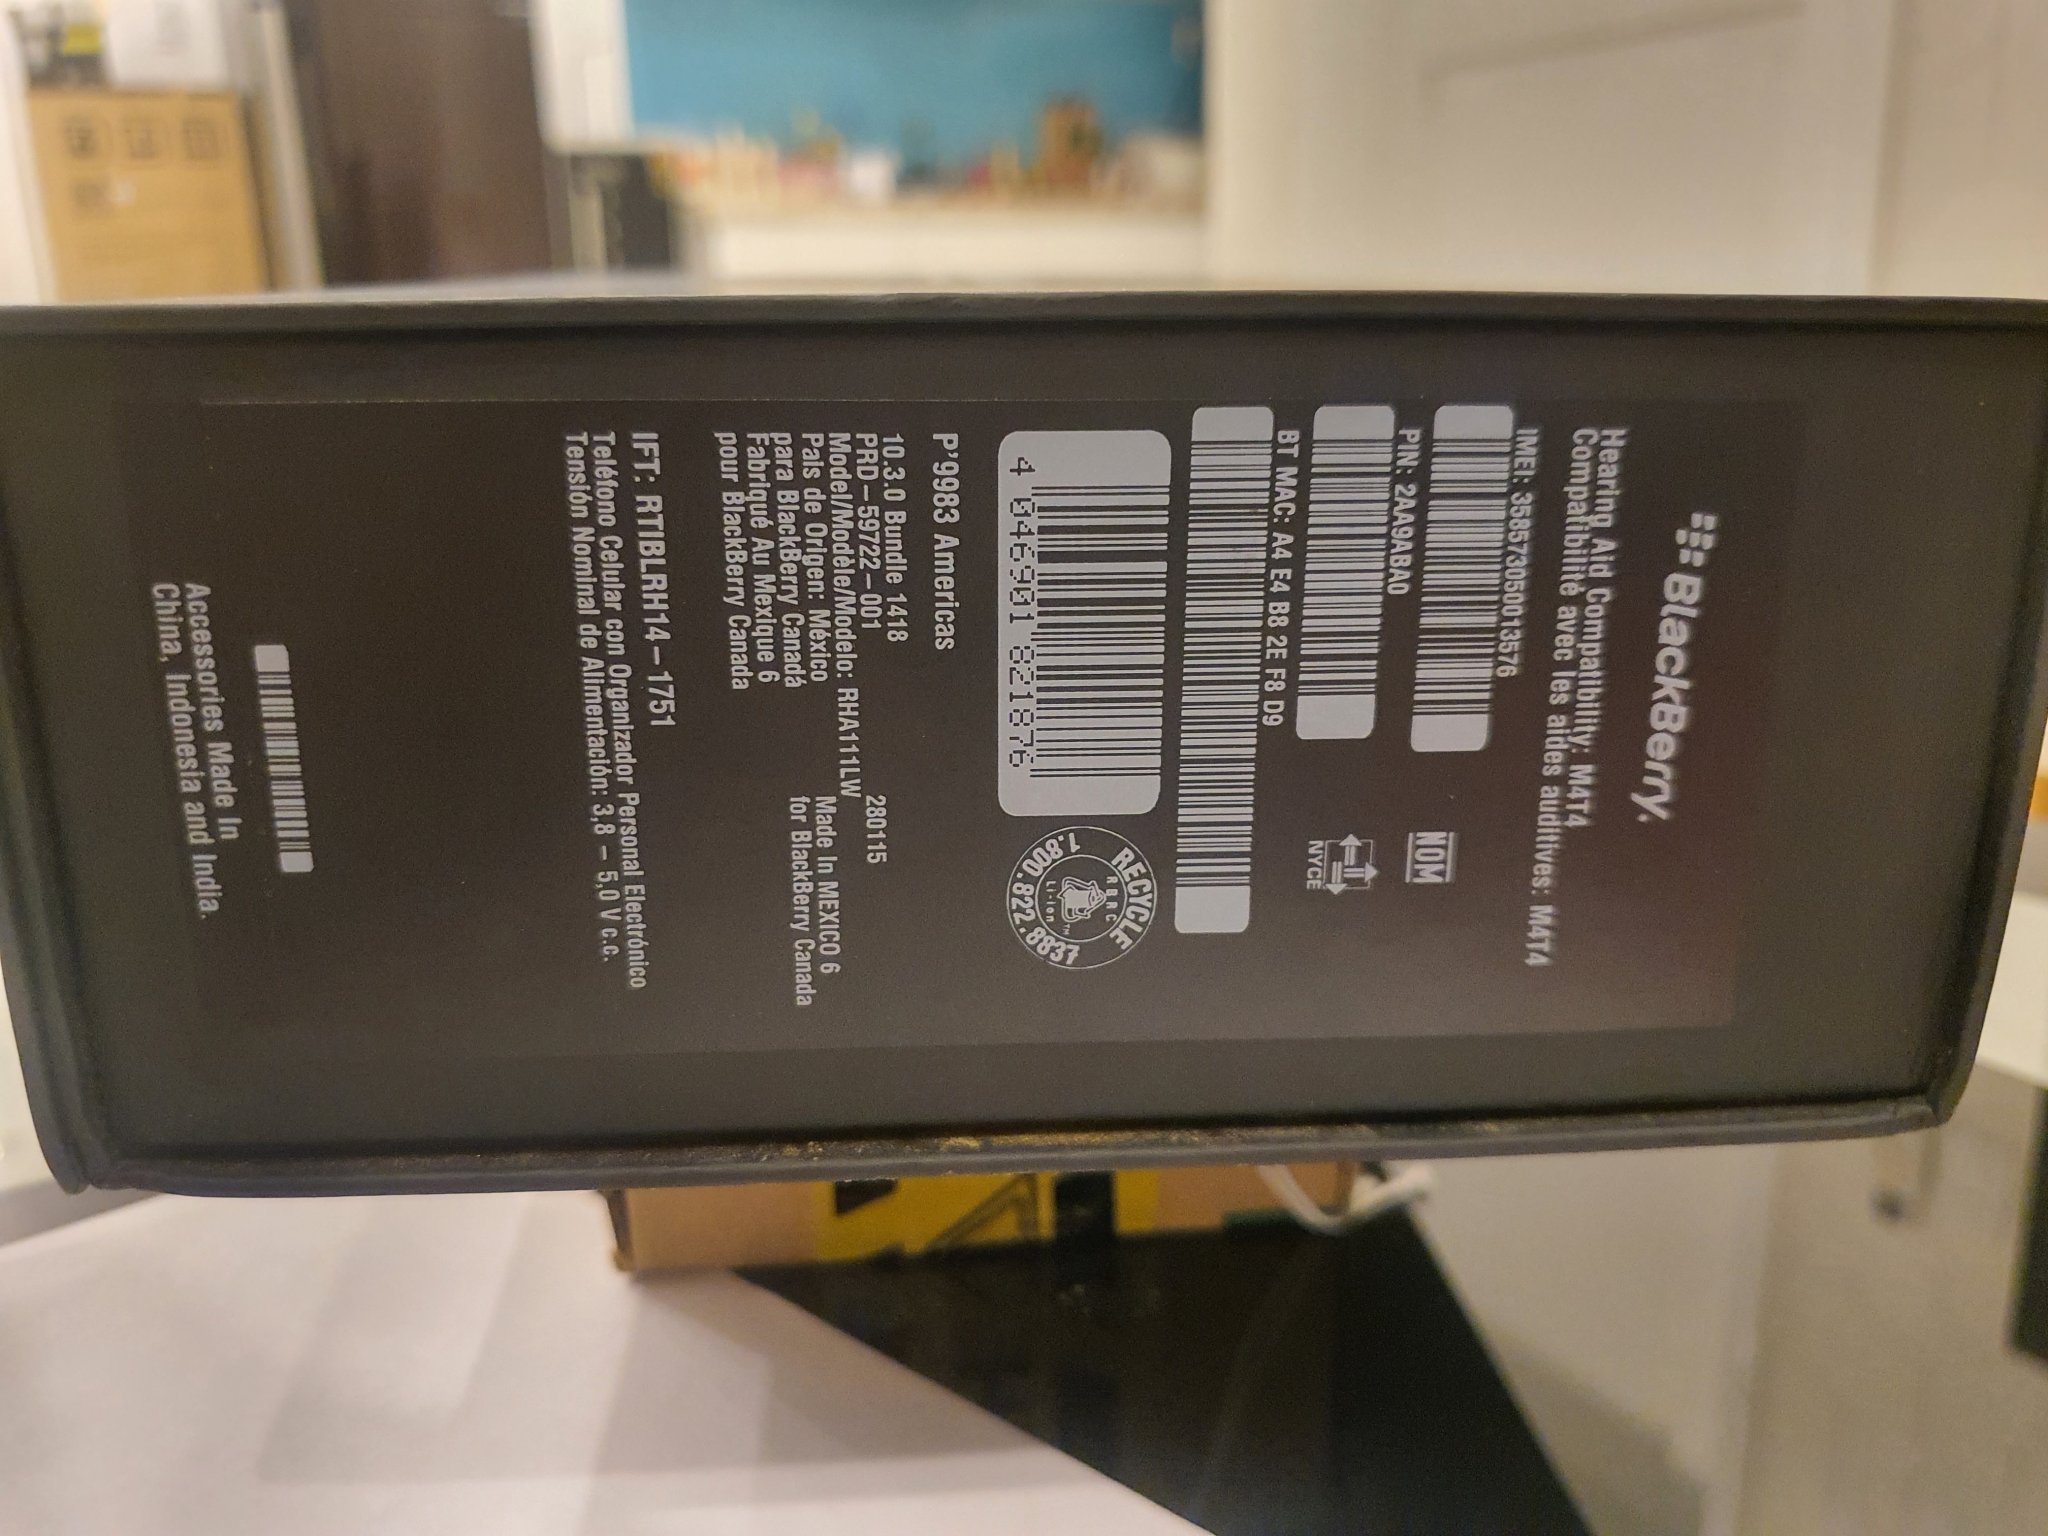 BlackBerry.
Hearing Aid Compatibility: M4T4
Compatibilité avec les aides auditives: M4T4
IMEI: 358573050013576
NOM
PIN: 2AA9ABA0
NYCE
BT MAC: A4 E4 B8 2E F8 D9
4 046901 821876
RECYCLE
RBRC
Li-ion TM
1.800.822.8837
P'9983 Americas
10.3.0 Bundle 1418
PRD-59722-001 280115
Model/Modèle/Modelo: RHA111LW
País de Origen: México
para BlackBerry Canadá
Fabriqué Au Mexique 6
pour BlackBerry Canada
Made In MEXICO 6
for BlackBerry Canada
IFT: RTIBLRH14-1751
Teléfono Celular con Organizador Personal Electrónico
Tensión Nominal de Alimentación: 3,8 - 5,0 V c.c.
Accessories Made In
China, Indonesia and India.